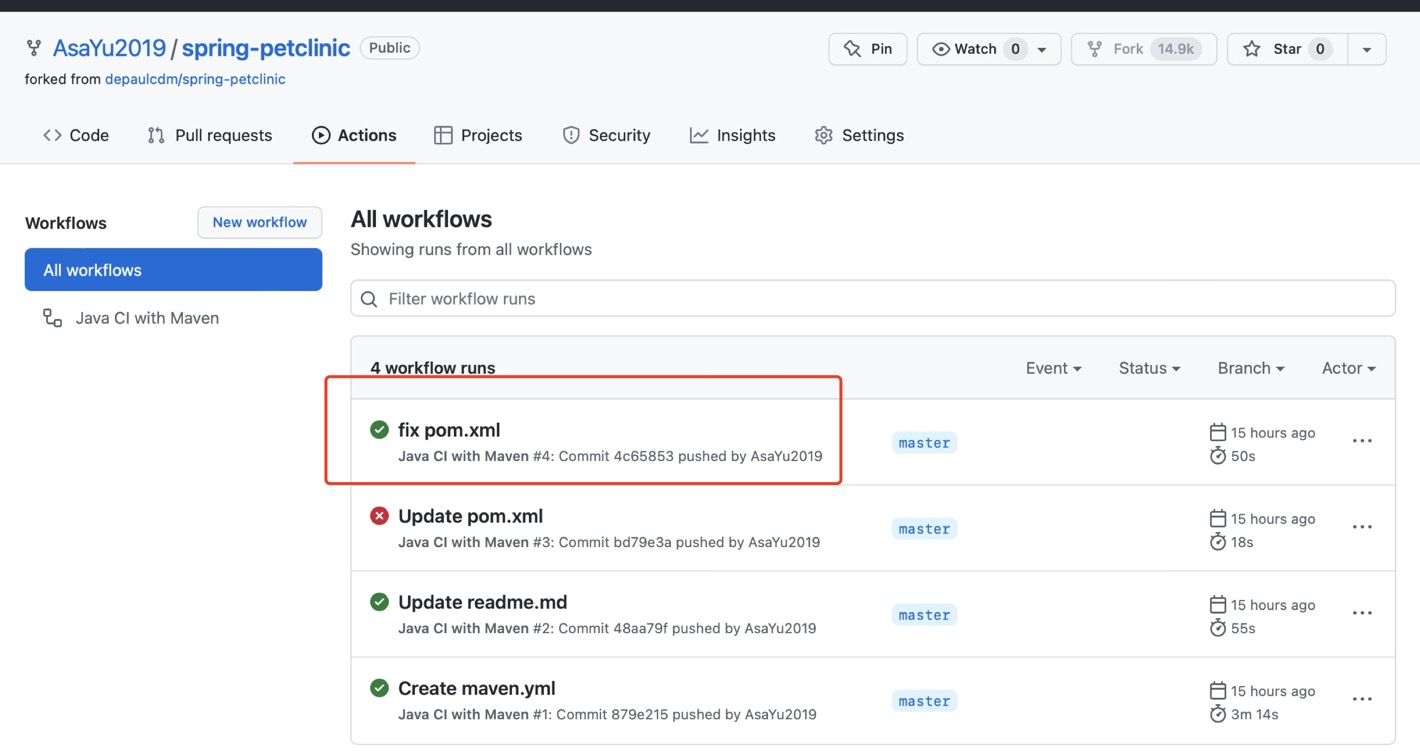 AsaYu2019 / spring-petclinic Public
Pin
Watch 0
Fork 14.9k
Star 0
forked from depaulcdm/spring-petclinic
Code
Pull requests
Actions
Projects
Security
Insights
Settings
Workflows
New workflow
All workflows
Java CI with Maven
All workflows
Showing runs from all workflows
Filter workflow runs
4 workflow runs
Event
Status
Branch
Actor
fix pom.xml
Java CI with Maven #4: Commit 4c65853 pushed by AsaYu2019
master
15 hours ago
50s
Update pom.xml
Java CI with Maven #3: Commit bd79e3a pushed by AsaYu2019
master
15 hours ago
18s
Update readme.md
Java CI with Maven #2: Commit 48aa79f pushed by AsaYu2019
master
15 hours ago
55s
Create maven.yml
Java CI with Maven #1: Commit 879e215 pushed by AsaYu2019
master
15 hours ago
3m 14s